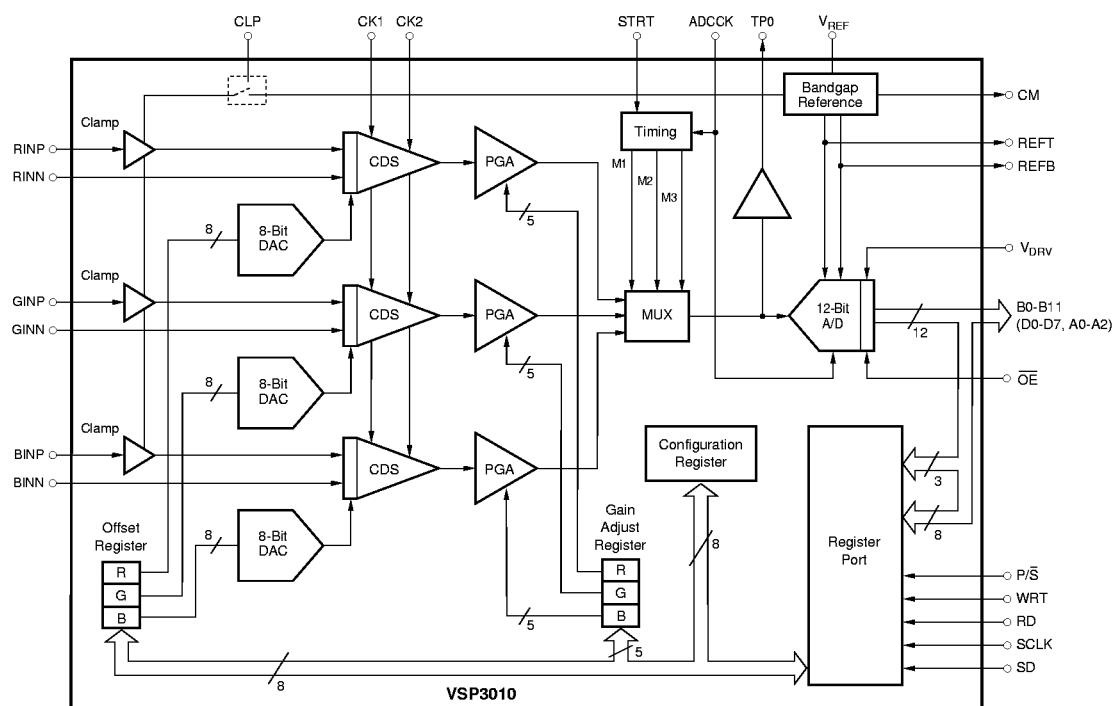 CLP CK1 CK2 STRT ADCCK TP0 VREF
Bandgap
Reference
CM
Clamp
Timing
RINP
RINN
CDS
PGA
M1
M2
M3
REFT
REFB
5
8
8-Bit
DAC
VDRV
Clamp
GINP
GINN
CDS
PGA
MUX
12-Bit
A/D
12
B0-B11
(D0-D7, A0-A2)
5
8
8-Bit
DAC
O̅E̅
Clamp
BINP
BINN
CDS
PGA
Configuration
Register
3
8
Offset
Register
8
8-Bit
DAC
Gain
Adjust
Register
8
Register
Port
R
G
B
R
G
B
5
5
8
P/S̅
WRT
RD
SCLK
SD
VSP3010